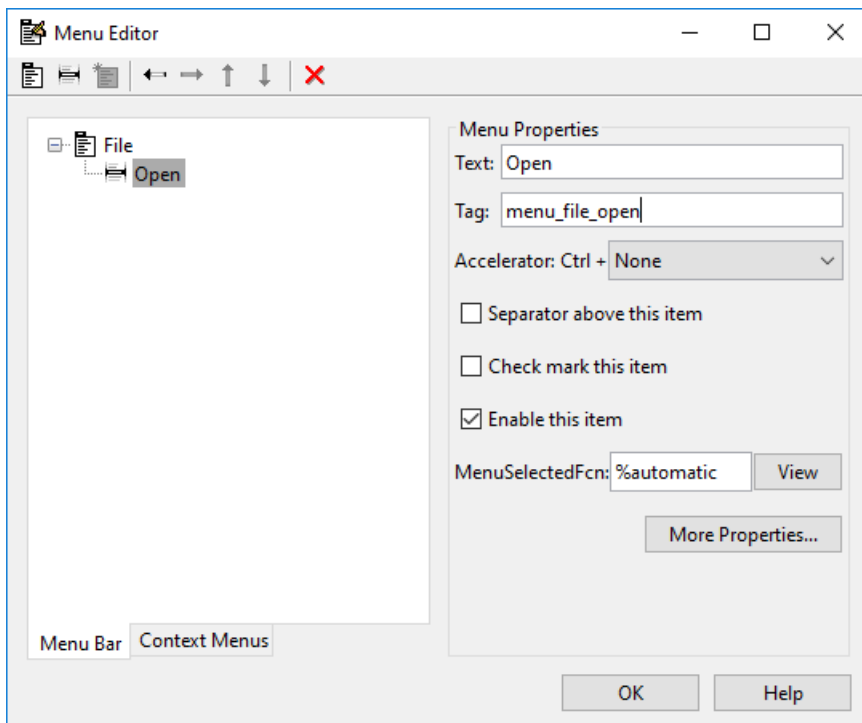 Menu Editor
File
Open
Menu Bar
Context Menus
Menu Properties
Text: Open
Tag: menu_file_open
Accelerator: Ctrl + None
Separator above this item
Check mark this item
Enable this item
MenuSelectedFcn: %automatic View
More Properties...
OK
Help